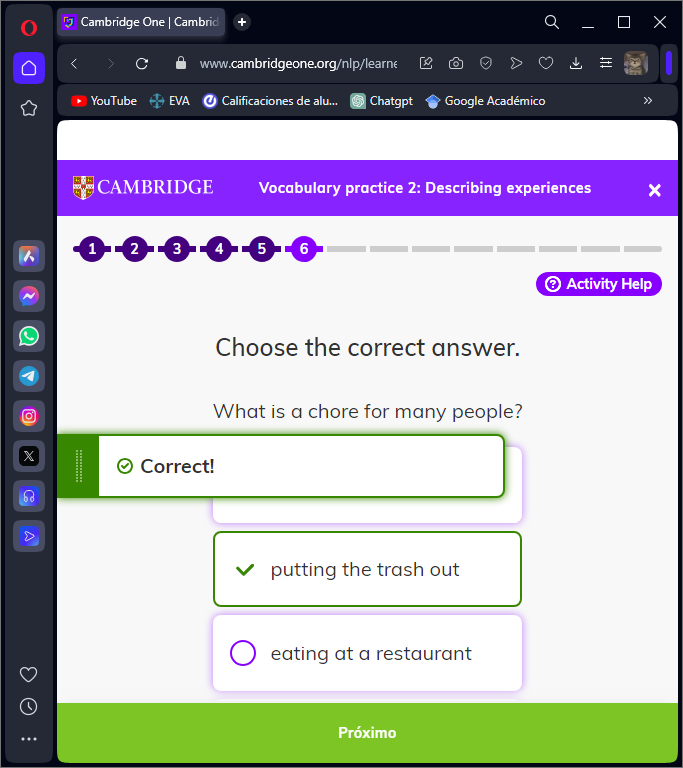 Cambridge One | Cambrid
www.cambridgeone.org/nlp/learne
YouTube
EVA
Calificaciones de alu...
Chatgpt
Google Académico
»
CAMBRIDGE
Vocabulary practice 2: Describing experiences
1 2 3 4 5 6
Activity Help
Choose the correct answer.
What is a chore for many people?
Correct!
putting the trash out
eating at a restaurant
Próximo